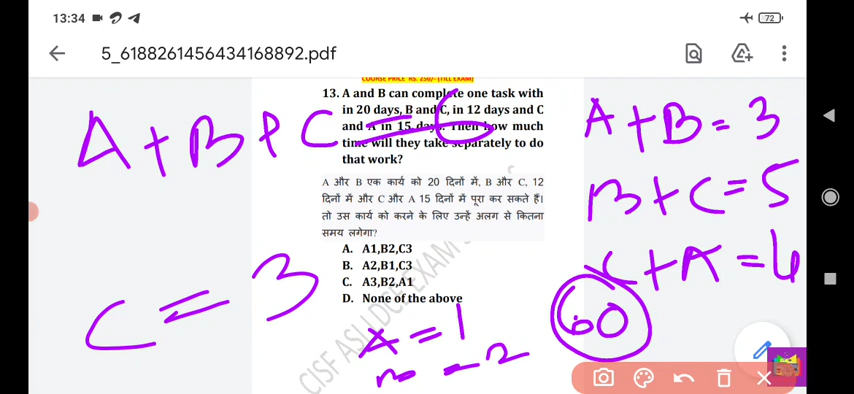 13:34
72
5_6188261456434168892.pdf
COURSE PRICE RS. 250/- (TILL EXAM)
13. A and B can complete one task with
in 20 days, B and C, in 12 days and C
and A in 15 days. Then how much
time will they take separately to do
that work?
A और B एक कार्य को 20 दिनों में, B और C, 12
दिनों में और C और A 15 दिनों में पूरा कर सकते हैं।
तो उस कार्य को करने के लिए उन्हें अलग से कितना
समय लगेगा?
A. A1,B2,C3
B. A2,B1,C3
C. A3,B2,A1
D. None of the above
CISF ASI LDCE EXAM
A+B+C=6
A+B=3
B+C=5
C+A=4
60
C=3
A=1
B=2